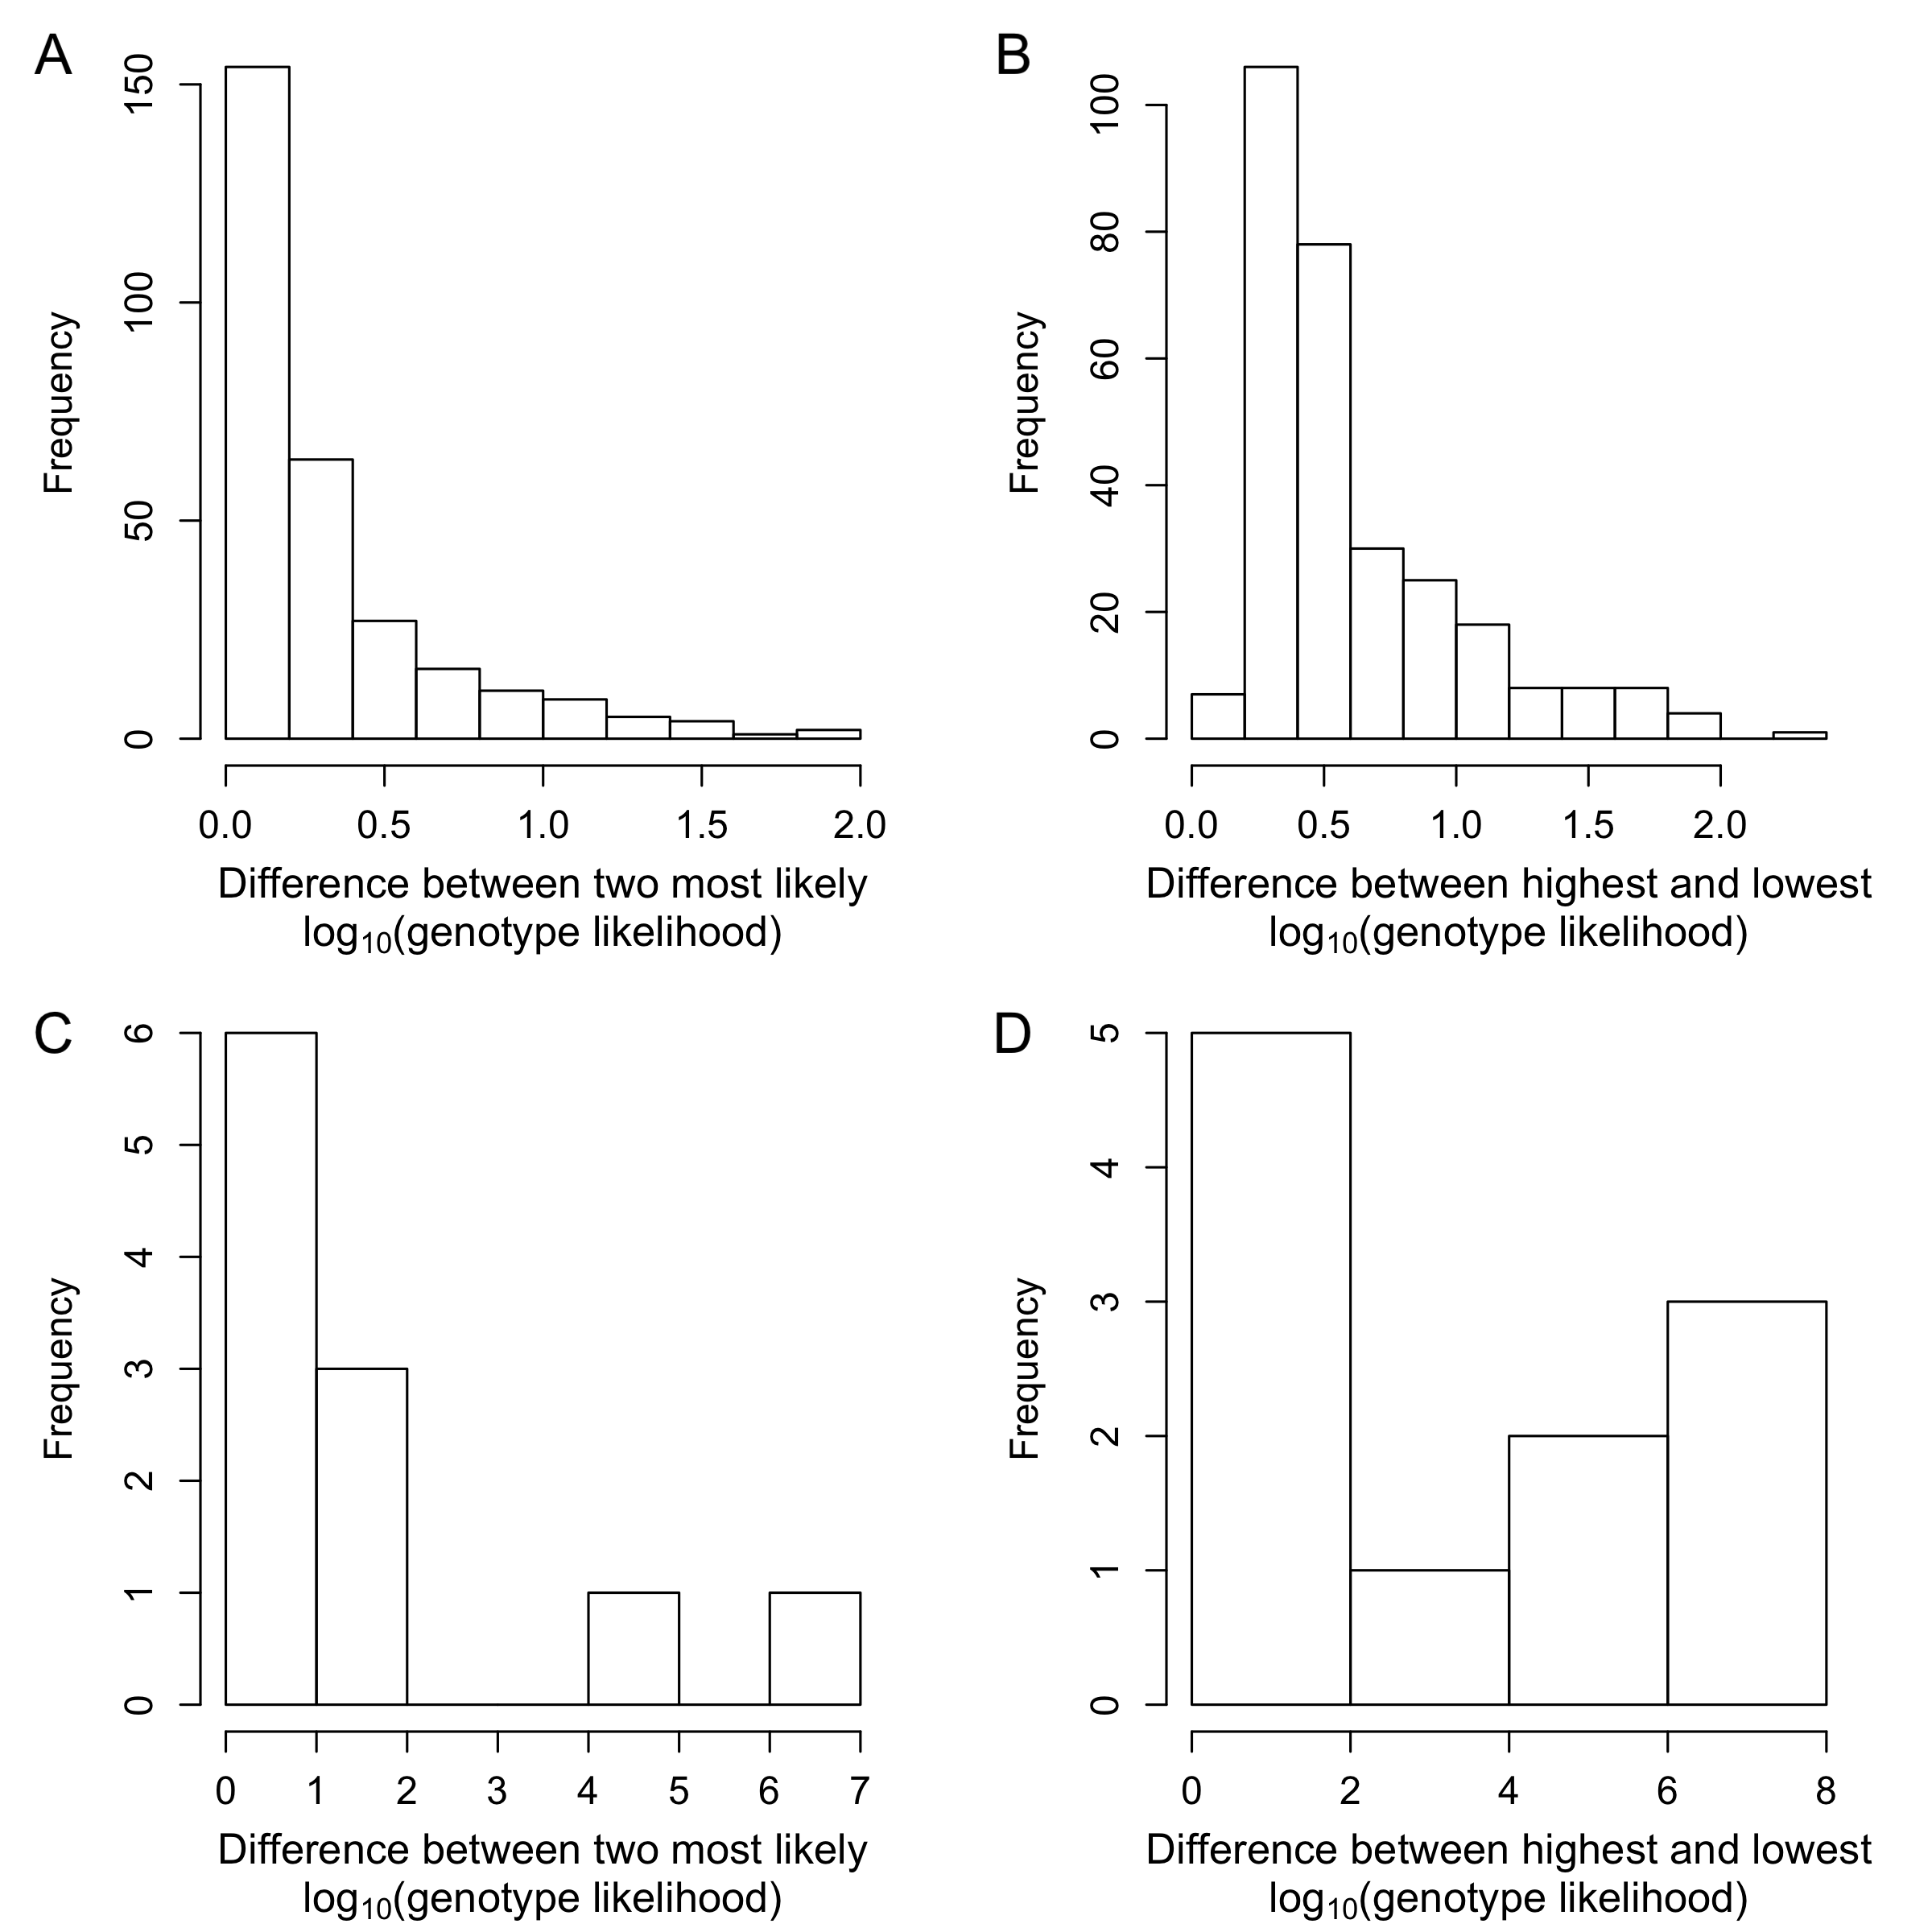 A
Frequency
0
50
100
150
0.0 0.5 1.0 1.5 2.0
Difference between two most likely
log10(genotype likelihood)
B
Frequency
0
20
40
60
80
100
0.0 0.5 1.0 1.5 2.0
Difference between highest and lowest
log10(genotype likelihood)
C
Frequency
0
1
2
3
4
5
6
0 1 2 3 4 5 6 7
Difference between two most likely
log10(genotype likelihood)
D
Frequency
0
1
2
3
4
5
0 2 4 6 8
Difference between highest and lowest
log10(genotype likelihood)